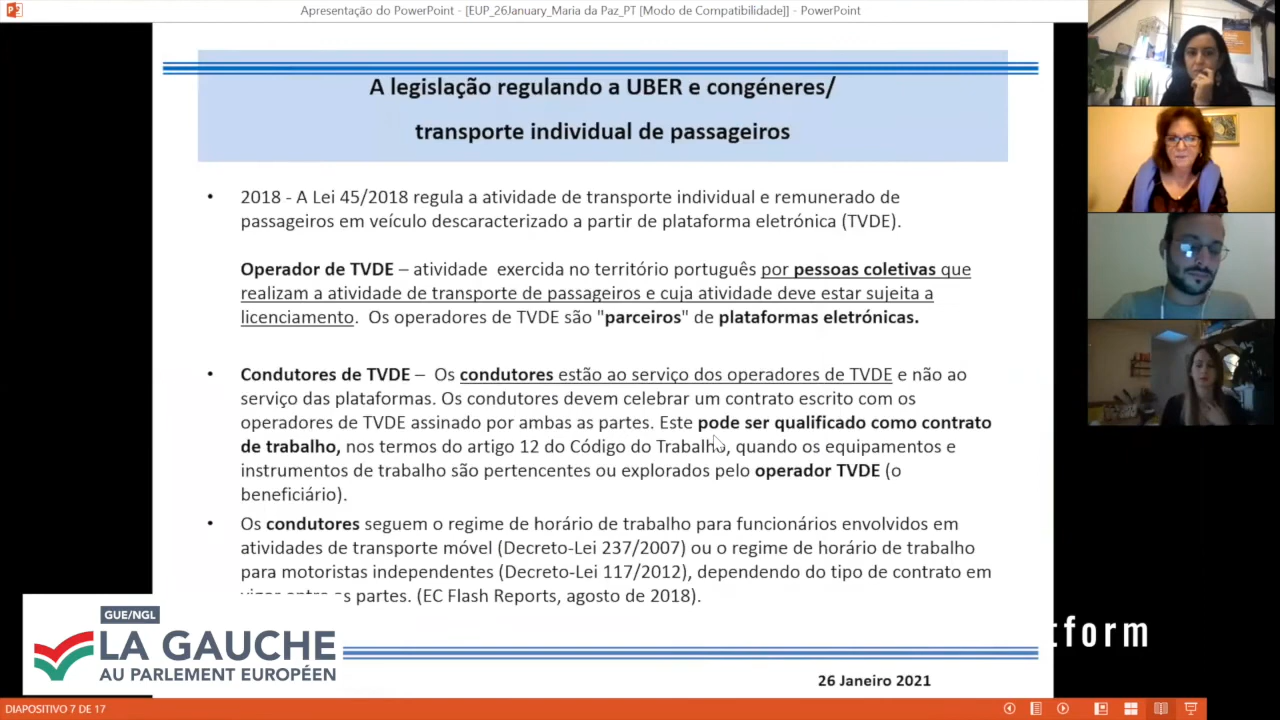 Apresentação do PowerPoint - [EUP_26January_Maria da Paz_PT [Modo de Compatibilidade]] - PowerPoint
A legislação regulando a UBER e congéneres/
transporte individual de passageiros
• 2018 - A Lei 45/2018 regula a atividade de transporte individual e remunerado de
passageiros em veículo descaracterizado a partir de plataforma eletrónica (TVDE).
Operador de TVDE – atividade exercida no território português por pessoas coletivas que
realizam a atividade de transporte de passageiros e cuja atividade deve estar sujeita a
licenciamento. Os operadores de TVDE são "parceiros" de plataformas eletrónicas.
• Condutores de TVDE – Os condutores estão ao serviço dos operadores de TVDE e não ao
serviço das plataformas. Os condutores devem celebrar um contrato escrito com os
operadores de TVDE assinado por ambas as partes. Este pode ser qualificado como contrato
de trabalho, nos termos do artigo 12 do Código do Trabalho, quando os equipamentos e
instrumentos de trabalho são pertencentes ou explorados pelo operador TVDE (o
beneficiário).
• Os condutores seguem o regime de horário de trabalho para funcionários envolvidos em
atividades de transporte móvel (Decreto-Lei 237/2007) ou o regime de horário de trabalho
para motoristas independentes (Decreto-Lei 117/2012), dependendo do tipo de contrato em
vigor entre as partes. (EC Flash Reports, agosto de 2018).
GUE/NGL
LA GAUCHE
AU PARLEMENT EUROPÉEN
tform
26 Janeiro 2021
DIAPOSITIVO 7 DE 17